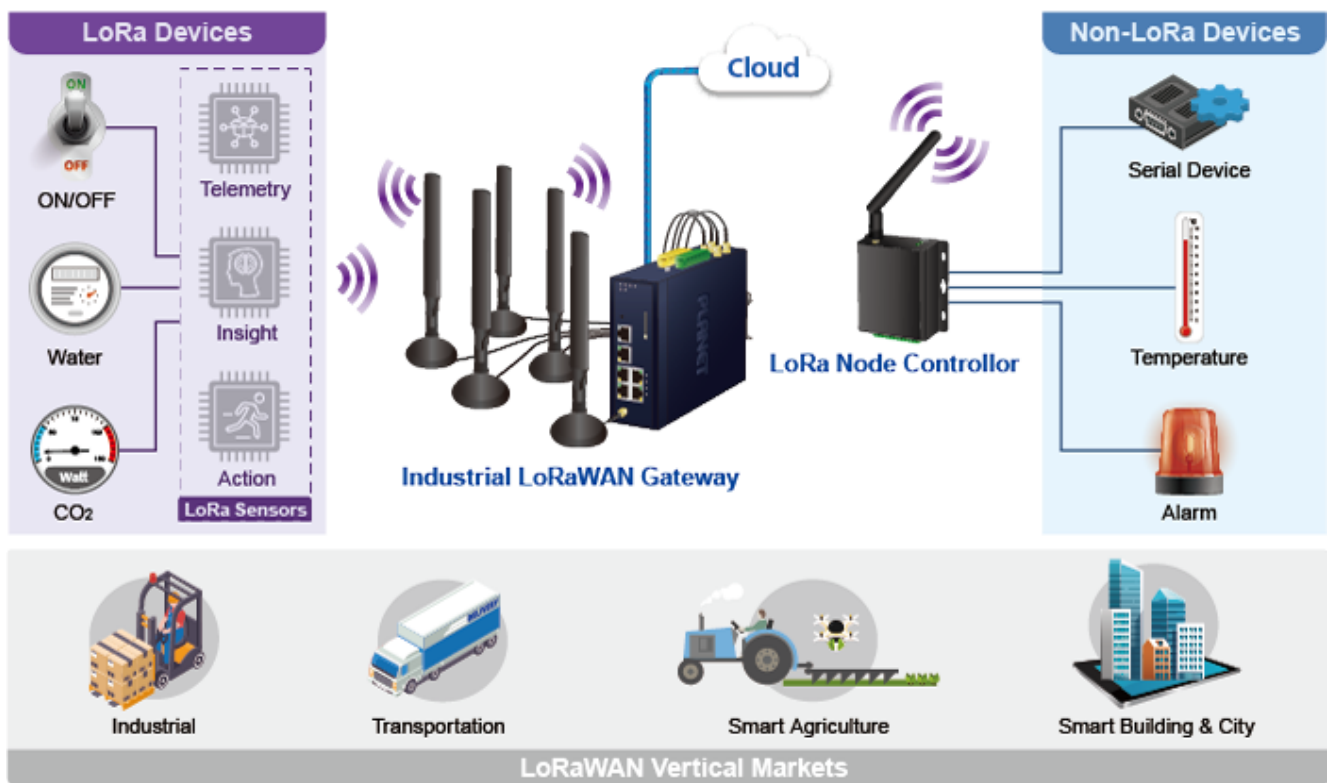 LoRa Devices
ON
OFF
ON/OFF
Water
Watt
CO₂
Telemetry
Insight
Action
LoRa Sensors
Cloud
PLANET
Industrial LoRaWAN Gateway
LoRa Node Controllor
Non-LoRa Devices
Serial Device
Temperature
Alarm
DELIVERY
Industrial
Transportation
Smart Agriculture
Smart Building & City
LoRaWAN Vertical Markets